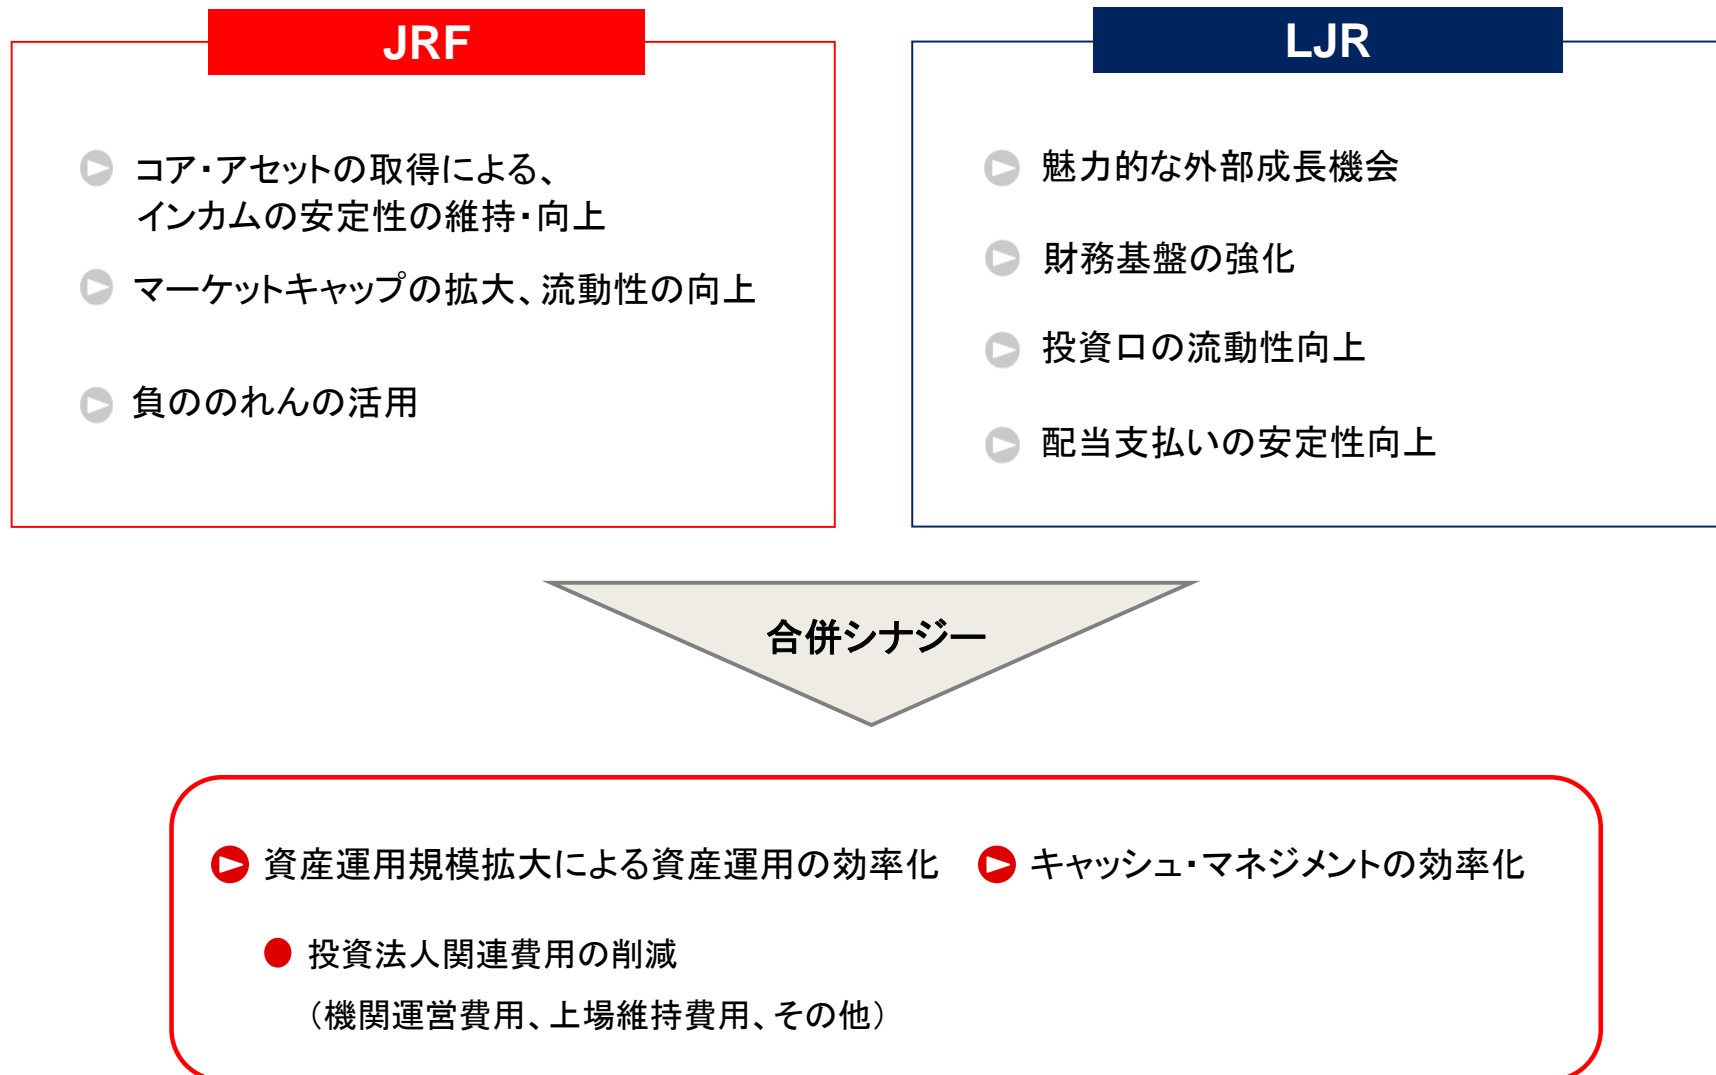 JRF
コア・アセットの取得による、
インカムの安定性の維持・向上
マーケットキャップの拡大、流動性の向上
負ののれんの活用
LJR
魅力的な外部成長機会
財務基盤の強化
投資口の流動性向上
配当支払いの安定性向上
合併シナジー
資産運用規模拡大による資産運用の効率化
キャッシュ・マネジメントの効率化
投資法人関連費用の削減
（機関運営費用、上場維持費用、その他）